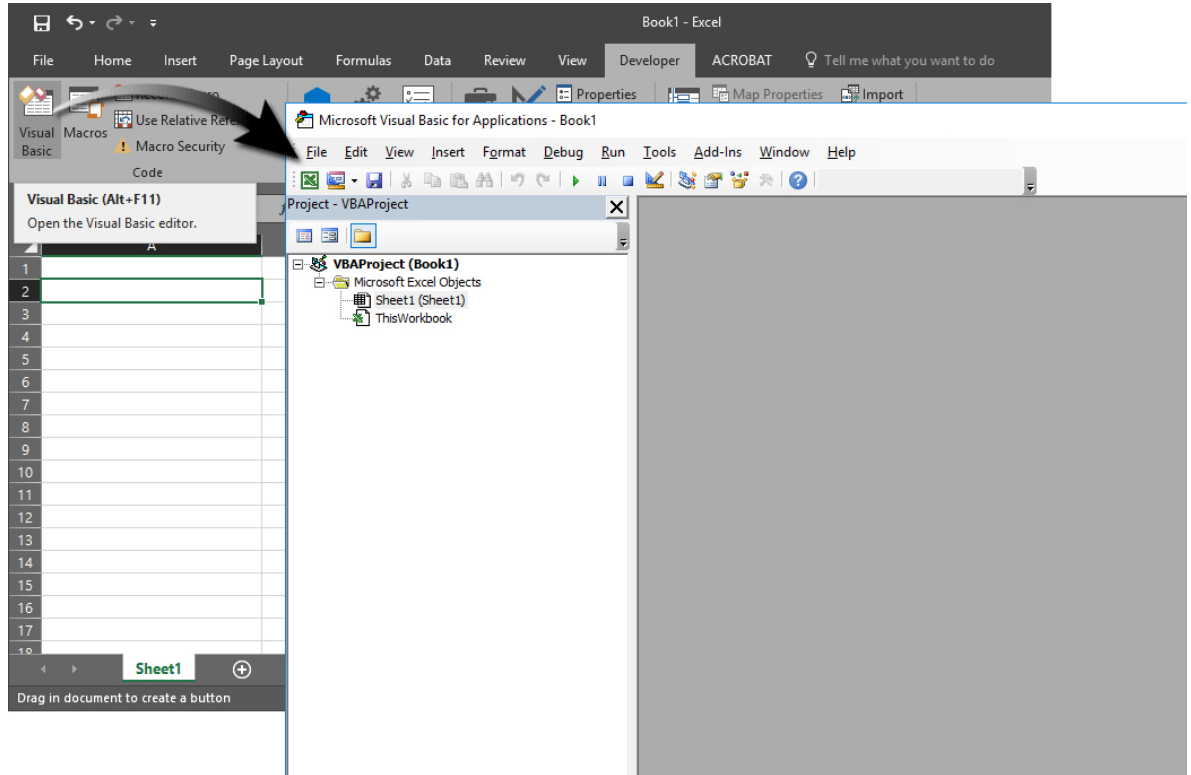 Book1 - Excel
File Home Insert Page Layout Formulas Data Review View Developer ACROBAT Tell me what you want to do
Visual Basic
Macros
Use Relative
Macro Security
Code
Properties
Map Properties
Import
Visual Basic (Alt+F11)
Open the Visual Basic editor.
A
1
2
3
4
5
6
7
8
9
10
11
12
13
14
15
16
17
18
Sheet1
Drag in document to create a button
Microsoft Visual Basic for Applications - Book1
File Edit View Insert Format Debug Run Tools Add-Ins Window Help
Project - VBAProject
VBAProject (Book1)
Microsoft Excel Objects
Sheet1 (Sheet1)
ThisWorkbook